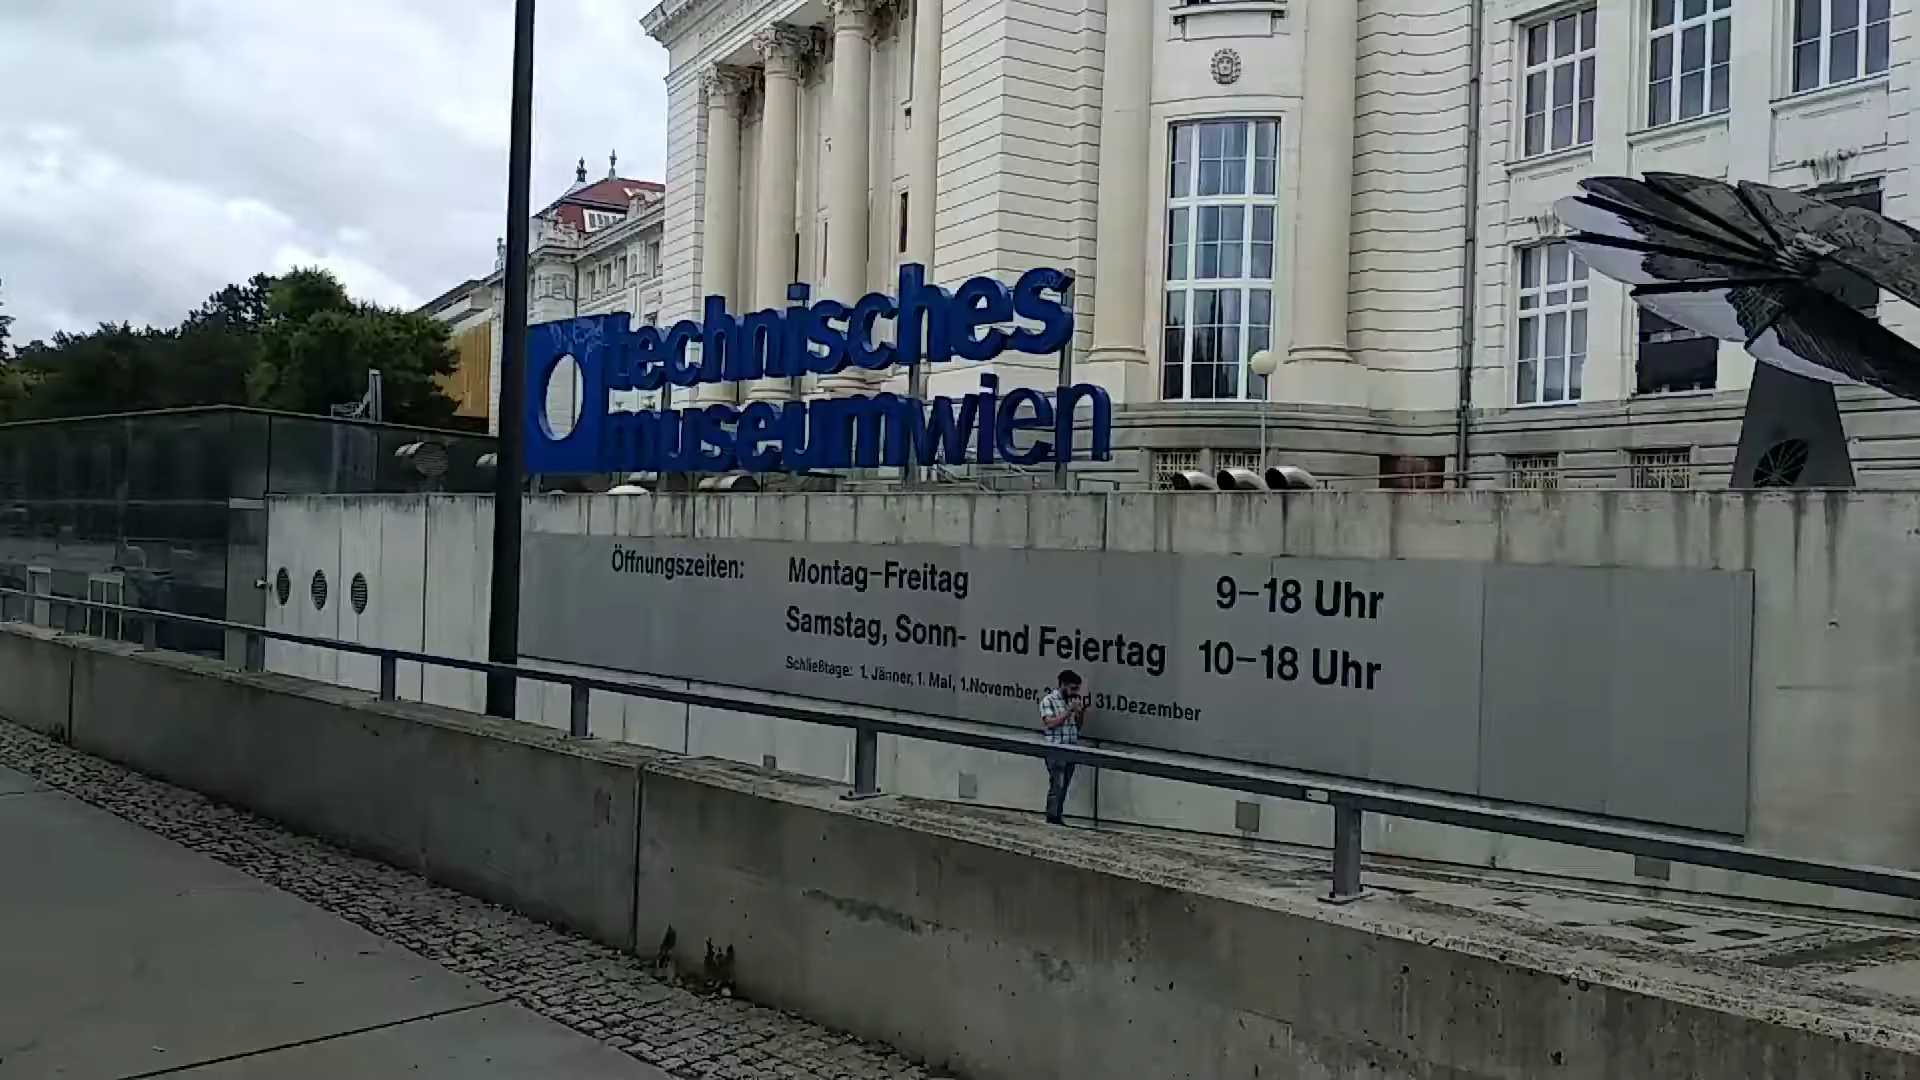 technisches
museumwien
Öffnungszeiten: Montag-Freitag 9-18 Uhr
Samstag, Sonn- und Feiertag 10-18 Uhr
Schließtage: 1. Jänner, 1. Mai, 1.November, 31.Dezember